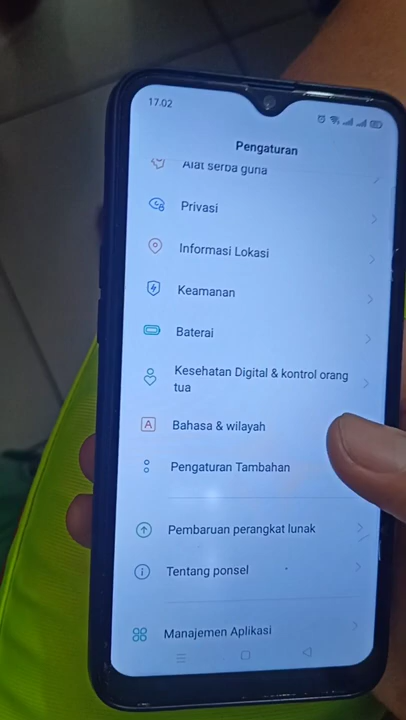 17.02
Pengaturan
Alat serba guna
Privasi
Informasi Lokasi
Keamanan
Baterai
Kesehatan Digital & kontrol orang
tua
A
Bahasa & wilayah
Pengaturan Tambahan
Pembaruan perangkat lunak
Tentang ponsel
Manajemen Aplikasi